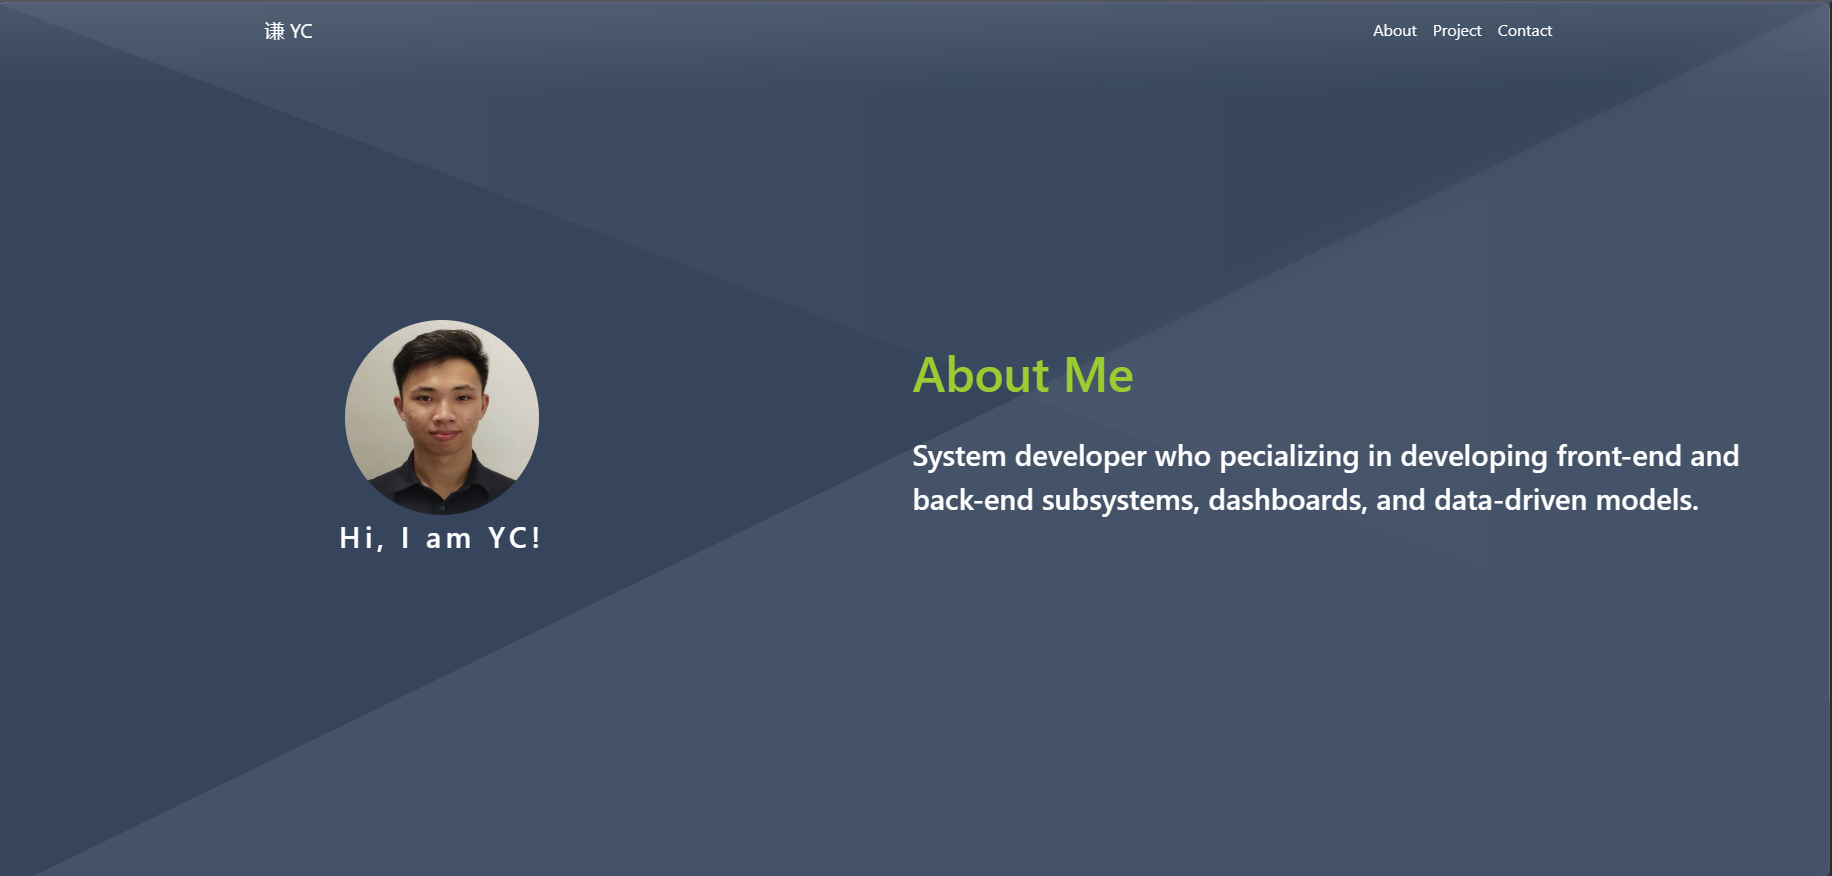 谦 YC
About Project Contact
Hi, I am YC!
About Me
System developer who pecializing in developing front-end and
back-end subsystems, dashboards, and data-driven models.